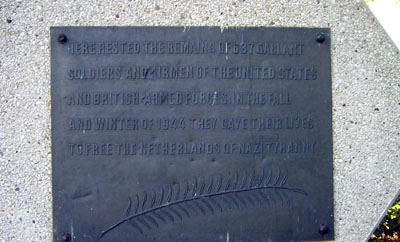 HERE RESTED THE REMAINS OF 637 GALLANT
SOLDIERS AND AIRMEN OF THE UNITED STATES
AND BRITISH ARMED FORCES. IN THE FALL
AND WINTER OF 1944 THEY GAVE THEIR LIVES
TO FREE THE NETHERLANDS OF NAZI TYRANNY.